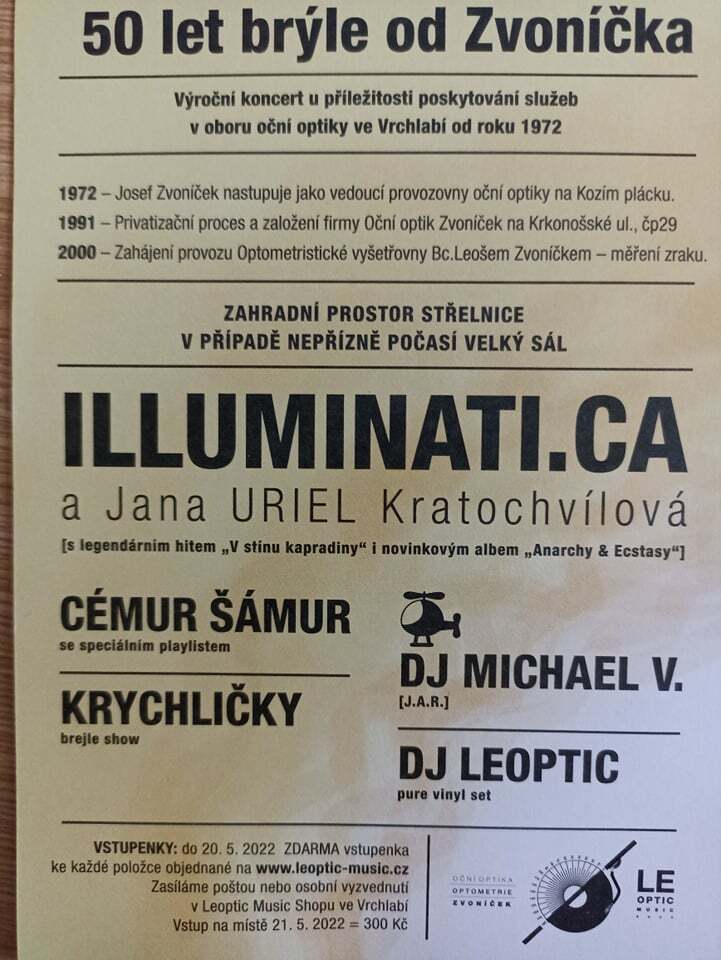 50 let brýle od Zvoníčka
Výroční koncert u příležitosti poskytování služeb
v oboru oční optiky ve Vrchlabí od roku 1972
1972 – Josef Zvoníček nastupuje jako vedoucí provozovny oční optiky na Kozím plácku.
1991 – Privatizační proces a založení firmy Oční optik Zvoníček na Krkonošské ul., čp29
2000 – Zahájení provozu Optometristické vyšetřovny Bc.Leošem Zvoníčkem – měření zraku.
ZAHRADNÍ PROSTOR STŘELNICE
V PŘÍPADĚ NEPŘÍZNĚ POČASÍ VELKÝ SÁL
ILLUMINATI.CA
a Jana URIEL Kratochvílová
[s legendárním hitem „V stínu kapradiny“ i novinkovým albem „Anarchy & Ecstasy“]
CÉMUR ŠÁMUR
se speciálním playlistem
KRYCHLIČKY
brejle show
DJ MICHAEL V.
[J.A.R.]
DJ LEOPTIC
pure vinyl set
VSTUPENKY: do 20. 5. 2022 ZDARMA vstupenka
ke každé položce objednané na www.leoptic-music.cz
Zasíláme poštou nebo osobní vyzvednutí
v Leoptic Music Shopu ve Vrchlabí
Vstup na místě 21. 5. 2022 = 300 Kč
OČNÍ OPTIKA
OPTOMETRIE
ZVONÍČEK
LE
OPTIC
MUSIC